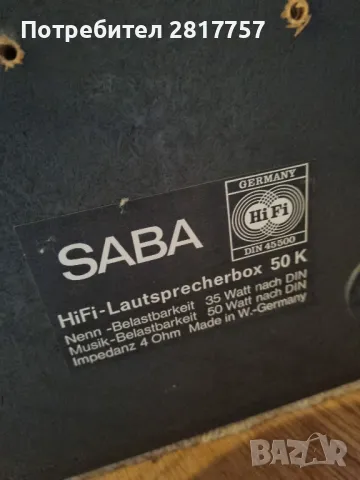 Потребител 2817757
GERMANY
HiFi
DIN 45500
SABA
HiFi-Lautsprecherbox 50 K
Nenn-Belastbarkeit 35 Watt nach DIN
Musik-Belastbarkeit 50 Watt nach DIN
Impedanz 4 Ohm Made in W.-Germany
BAZAR